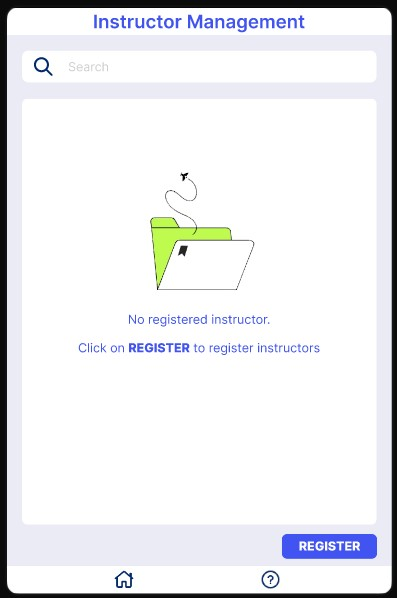 Instructor Management
Search
No registered instructor.
Click on REGISTER to register instructors
REGISTER
?